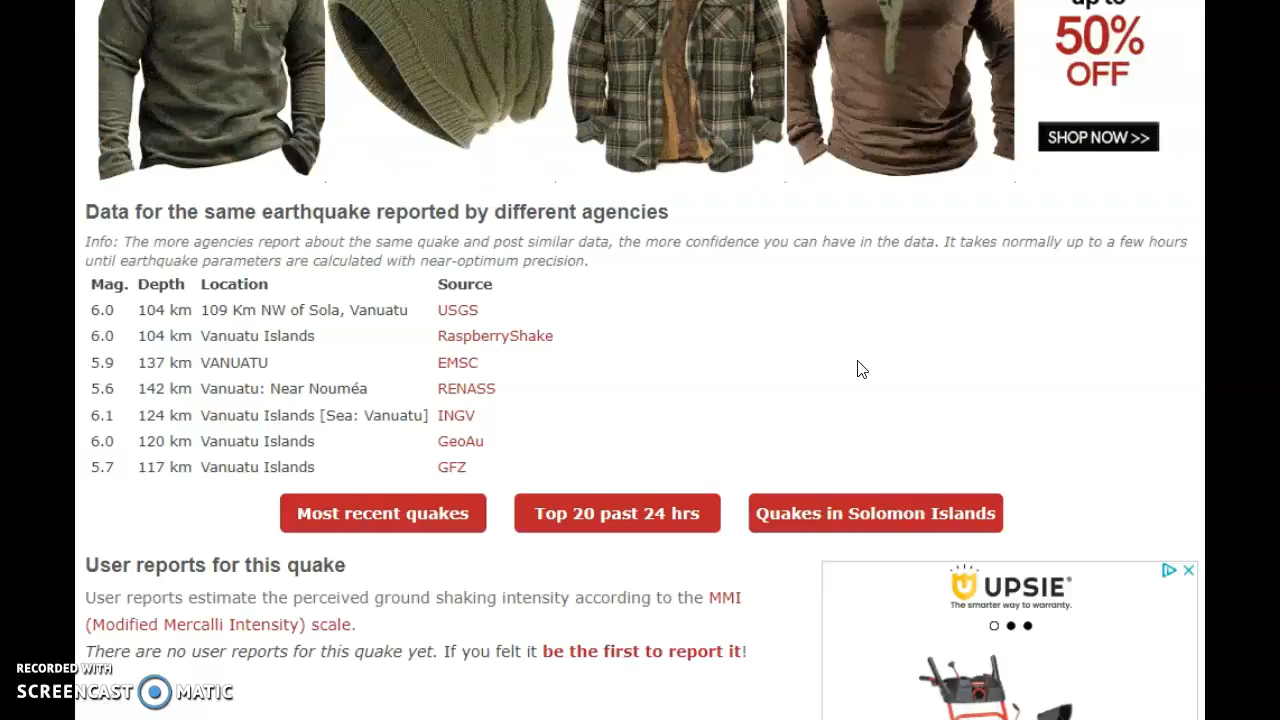 50%
OFF
SHOP NOW >>
Data for the same earthquake reported by different agencies
Info: The more agencies report about the same quake and post similar data, the more confidence you can have in the data. It takes normally up to a few hours
until earthquake parameters are calculated with near-optimum precision.
Mag. Depth Location Source
6.0 104 km 109 Km NW of Sola, Vanuatu USGS
6.0 104 km Vanuatu Islands RaspberryShake
5.9 137 km VANUATU EMSC
5.6 142 km Vanuatu: Near Nouméa RENASS
6.1 124 km Vanuatu Islands [Sea: Vanuatu] INGV
6.0 120 km Vanuatu Islands GeoAu
5.7 117 km Vanuatu Islands GFZ
Most recent quakes Top 20 past 24 hrs Quakes in Solomon Islands
User reports for this quake
User reports estimate the perceived ground shaking intensity according to the MMI
(Modified Mercalli Intensity) scale.
There are no user reports for this quake yet. If you felt it be the first to report it!
UPSIE®
The smarter way to warranty.
RECORDED WITH
SCREENCAST MATIC